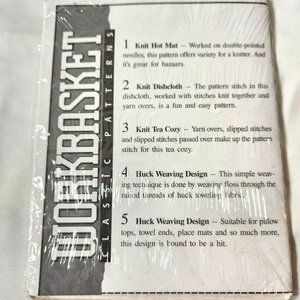 WORKBASKET
CLASSIC PATTERNS
1 Knit Hot Mat – Worked on double-pointed
needles, this pattern offers variety for a knitter. And
it's great for bazaars.
2 Knit Dishcloth – The pattern stitch in this
dishcloth, worked with stitches knit together and
yarn overs, is a fun and easy pattern.
3 Knit Tea Cozy – Yarn overs, slipped stitches
and slipped stitches passed over make up the pattern
stitch for this tea cozy.
4 Huck Weaving Design – This simple weav-
ing technique is done by weaving floss through the
raised threads of huck toweling fabric.
5 Huck Weaving Design – Suitable for pillow
tops, towel ends, place mats and so much more,
this design is bound to be a hit.